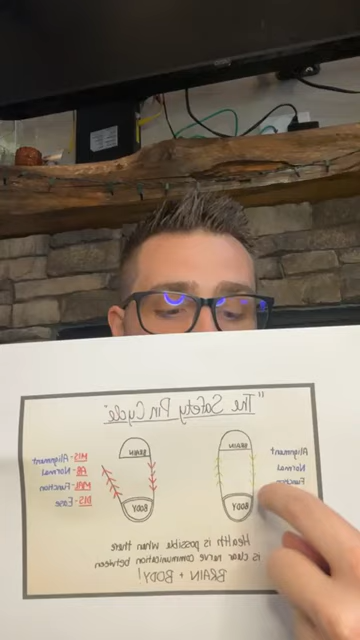 "The Safety Pin Cycle"
BRAIN
BODY
Alignment
Normal
Function
BRAIN
BODY
MIS-Alignment
AB-Normal
MAL-Function
DIS-Ease
Health is possible when there
is clear nerve communication between
BRAIN + BODY!